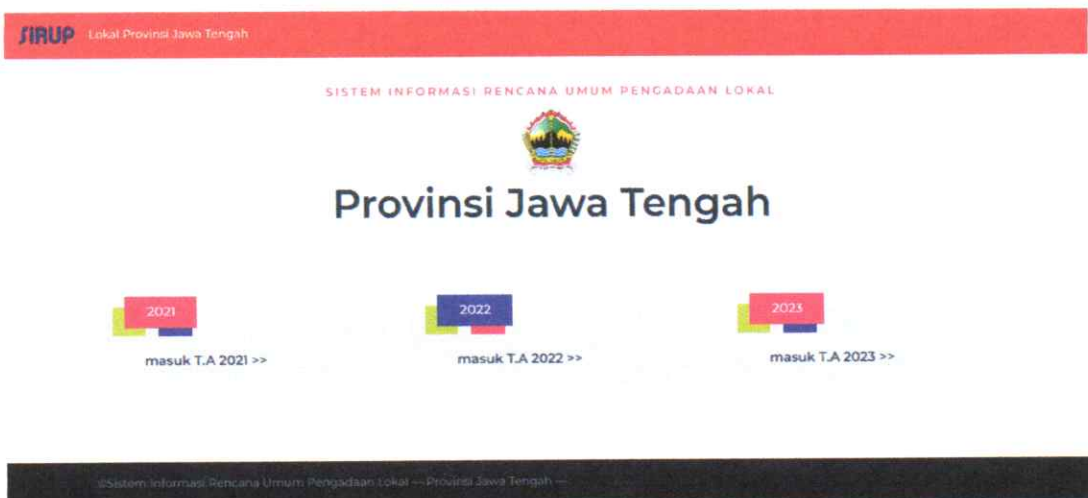 SIRUP Lokal Provinsi Jawa Tengah
SISTEM INFORMASI RENCANA UMUM PENGADAAN LOKAL
Provinsi Jawa Tengah
2021
2022
2023
masuk T.A 2021 >>
masuk T.A 2022 >>
masuk T.A 2023 >>
©Sistem Informasi Rencana Umum Pengadaan Lokal — Provinsi Jawa Tengah —